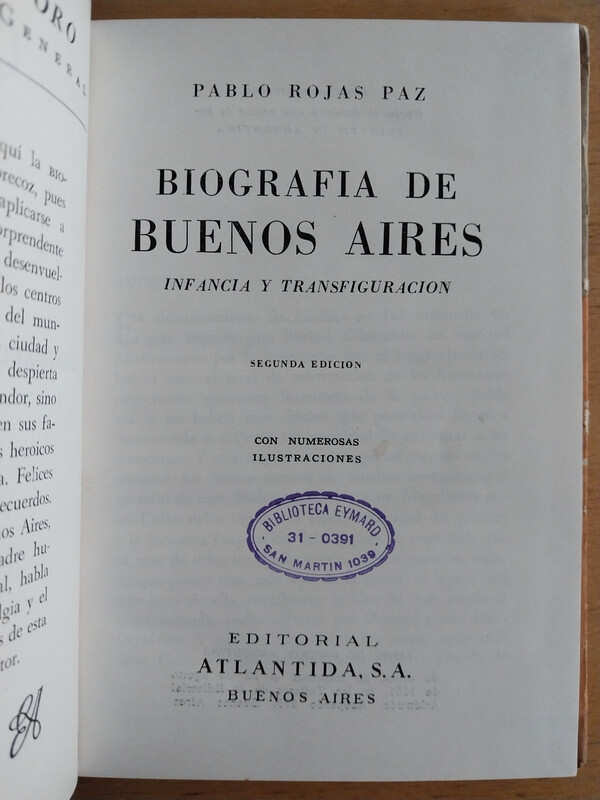 ORO
GENERAL
quí la BIO-
recoz, pues
aplicarse a
orprendente
desenvuel-
los centros
del mun-
ciudad y
despierta
ndor, sino
en sus fa-
s heroicos
a. Felices
ecuerdos.
os Aires,
adre hu-
al, habla
lgia y el
s de esta
tor.
PABLO ROJAS PAZ
BIOGRAFIA DE
BUENOS AIRES
INFANCIA Y TRANSFIGURACION
SEGUNDA EDICION
CON NUMEROSAS
ILUSTRACIONES
BIBLIOTECA EYMARD
31 - 0391
SAN MARTIN 1039
EDITORIAL
ATLANTIDA, S.A.
BUENOS AIRES